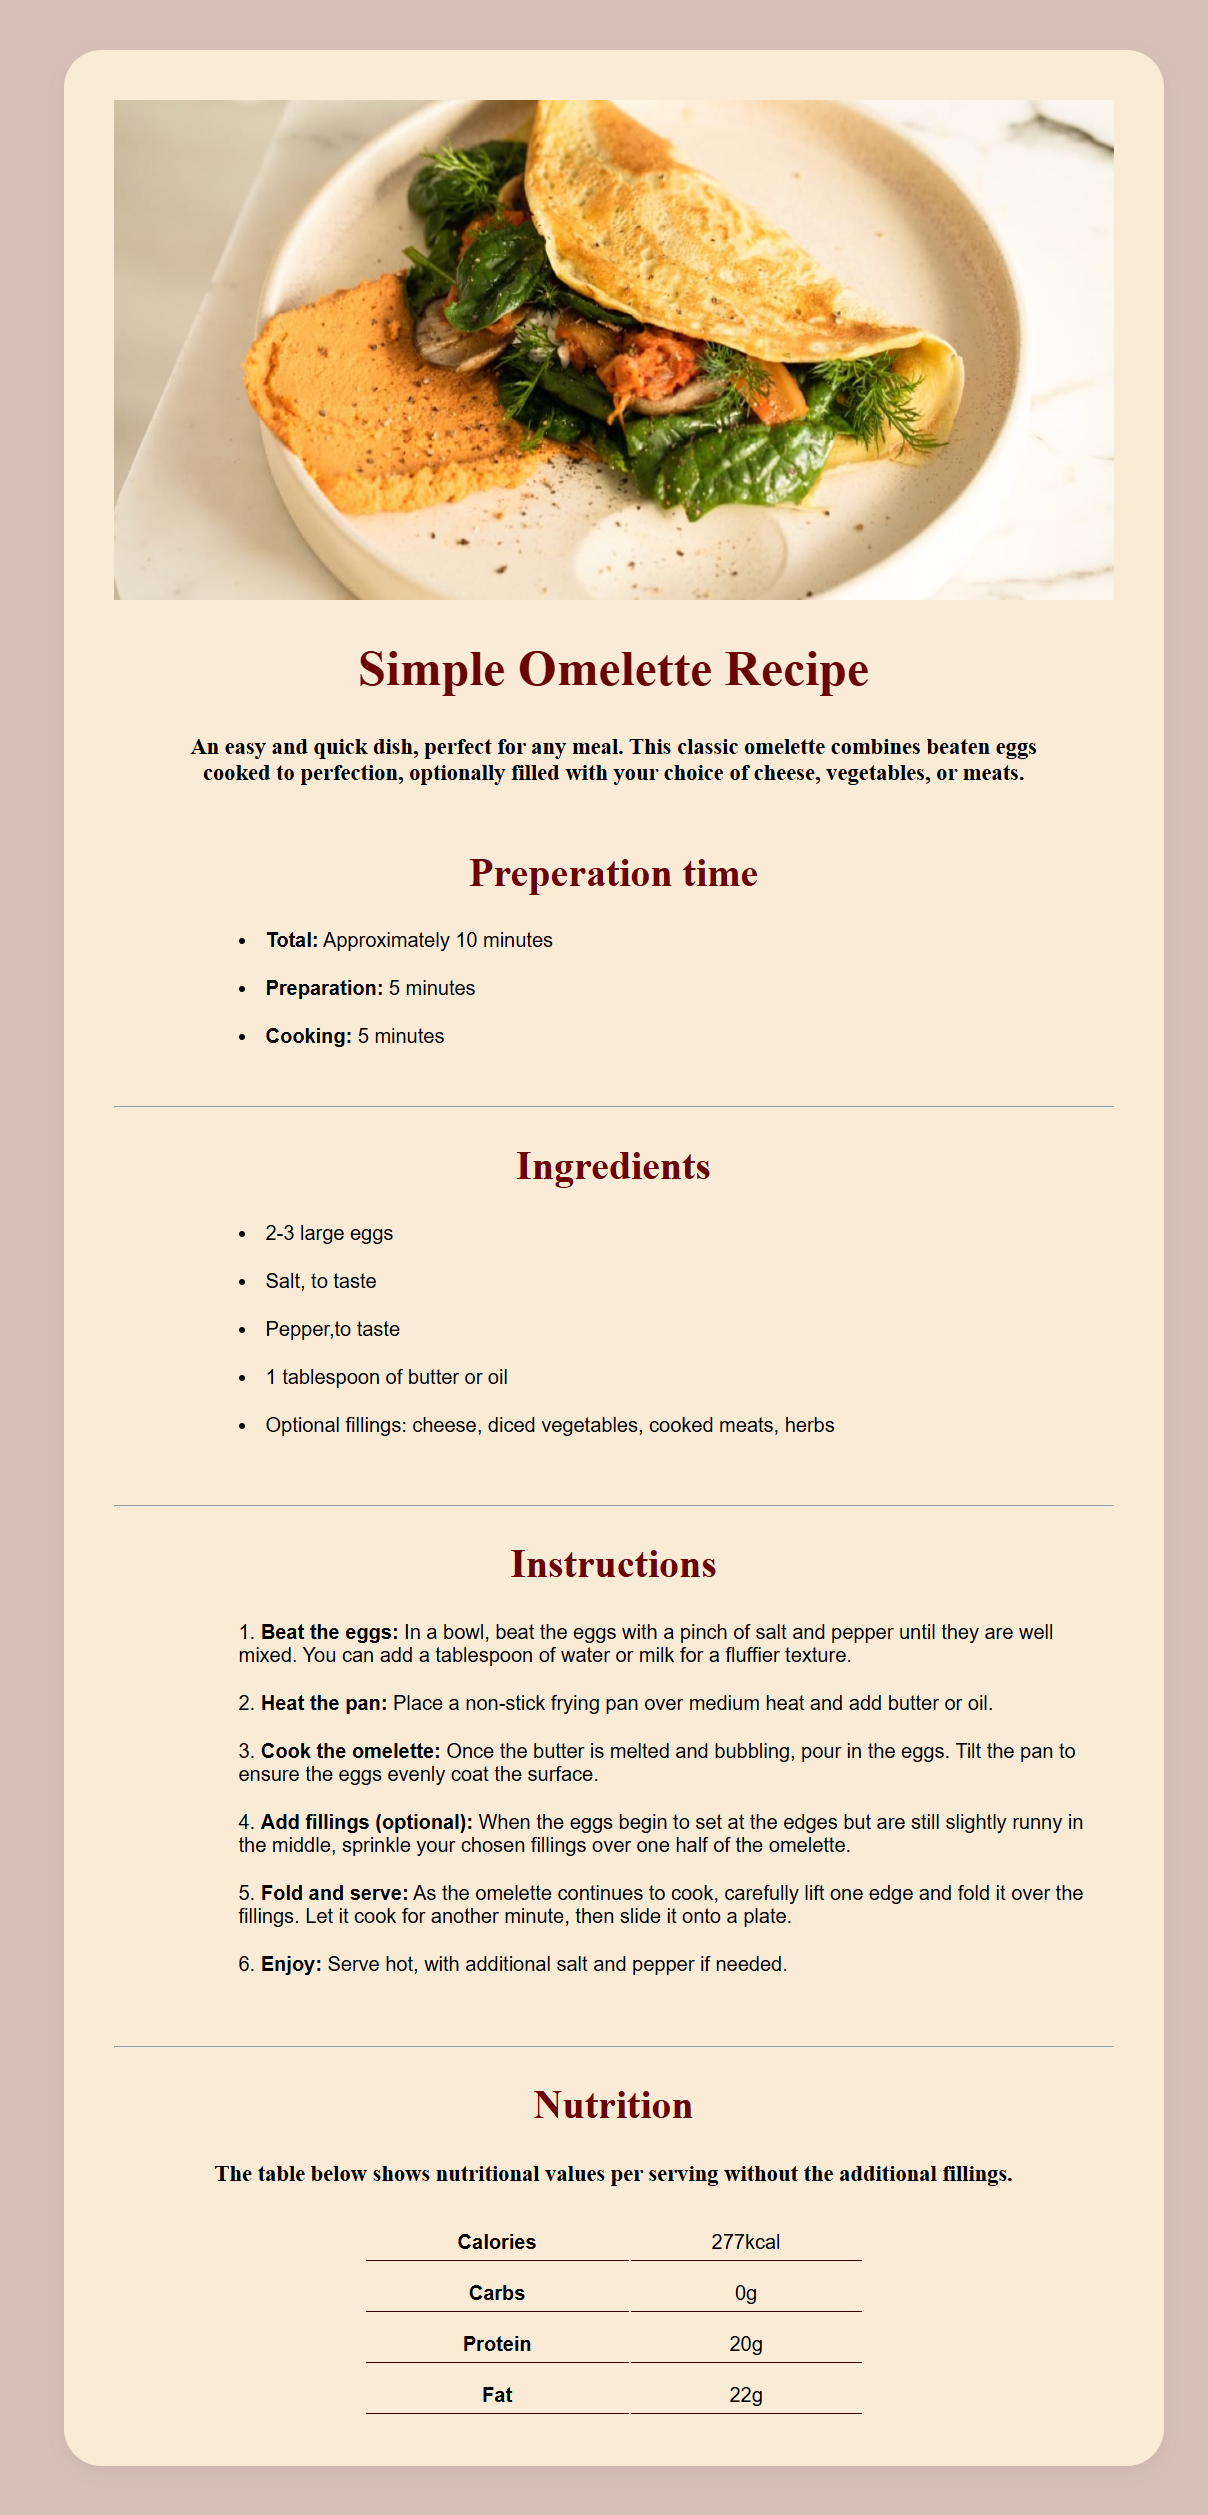 Simple Omelette Recipe
An easy and quick dish, perfect for any meal. This classic omelette combines beaten eggs
cooked to perfection, optionally filled with your choice of cheese, vegetables, or meats.
Preperation time
• Total: Approximately 10 minutes
• Preparation: 5 minutes
• Cooking: 5 minutes
Ingredients
• 2-3 large eggs
• Salt, to taste
• Pepper,to taste
• 1 tablespoon of butter or oil
• Optional fillings: cheese, diced vegetables, cooked meats, herbs
Instructions
1. Beat the eggs: In a bowl, beat the eggs with a pinch of salt and pepper until they are well
mixed. You can add a tablespoon of water or milk for a fluffier texture.
2. Heat the pan: Place a non-stick frying pan over medium heat and add butter or oil.
3. Cook the omelette: Once the butter is melted and bubbling, pour in the eggs. Tilt the pan to
ensure the eggs evenly coat the surface.
4. Add fillings (optional): When the eggs begin to set at the edges but are still slightly runny in
the middle, sprinkle your chosen fillings over one half of the omelette.
5. Fold and serve: As the omelette continues to cook, carefully lift one edge and fold it over the
fillings. Let it cook for another minute, then slide it onto a plate.
6. Enjoy: Serve hot, with additional salt and pepper if needed.
Nutrition
The table below shows nutritional values per serving without the additional fillings.
Calories 277kcal
Carbs 0g
Protein 20g
Fat 22g